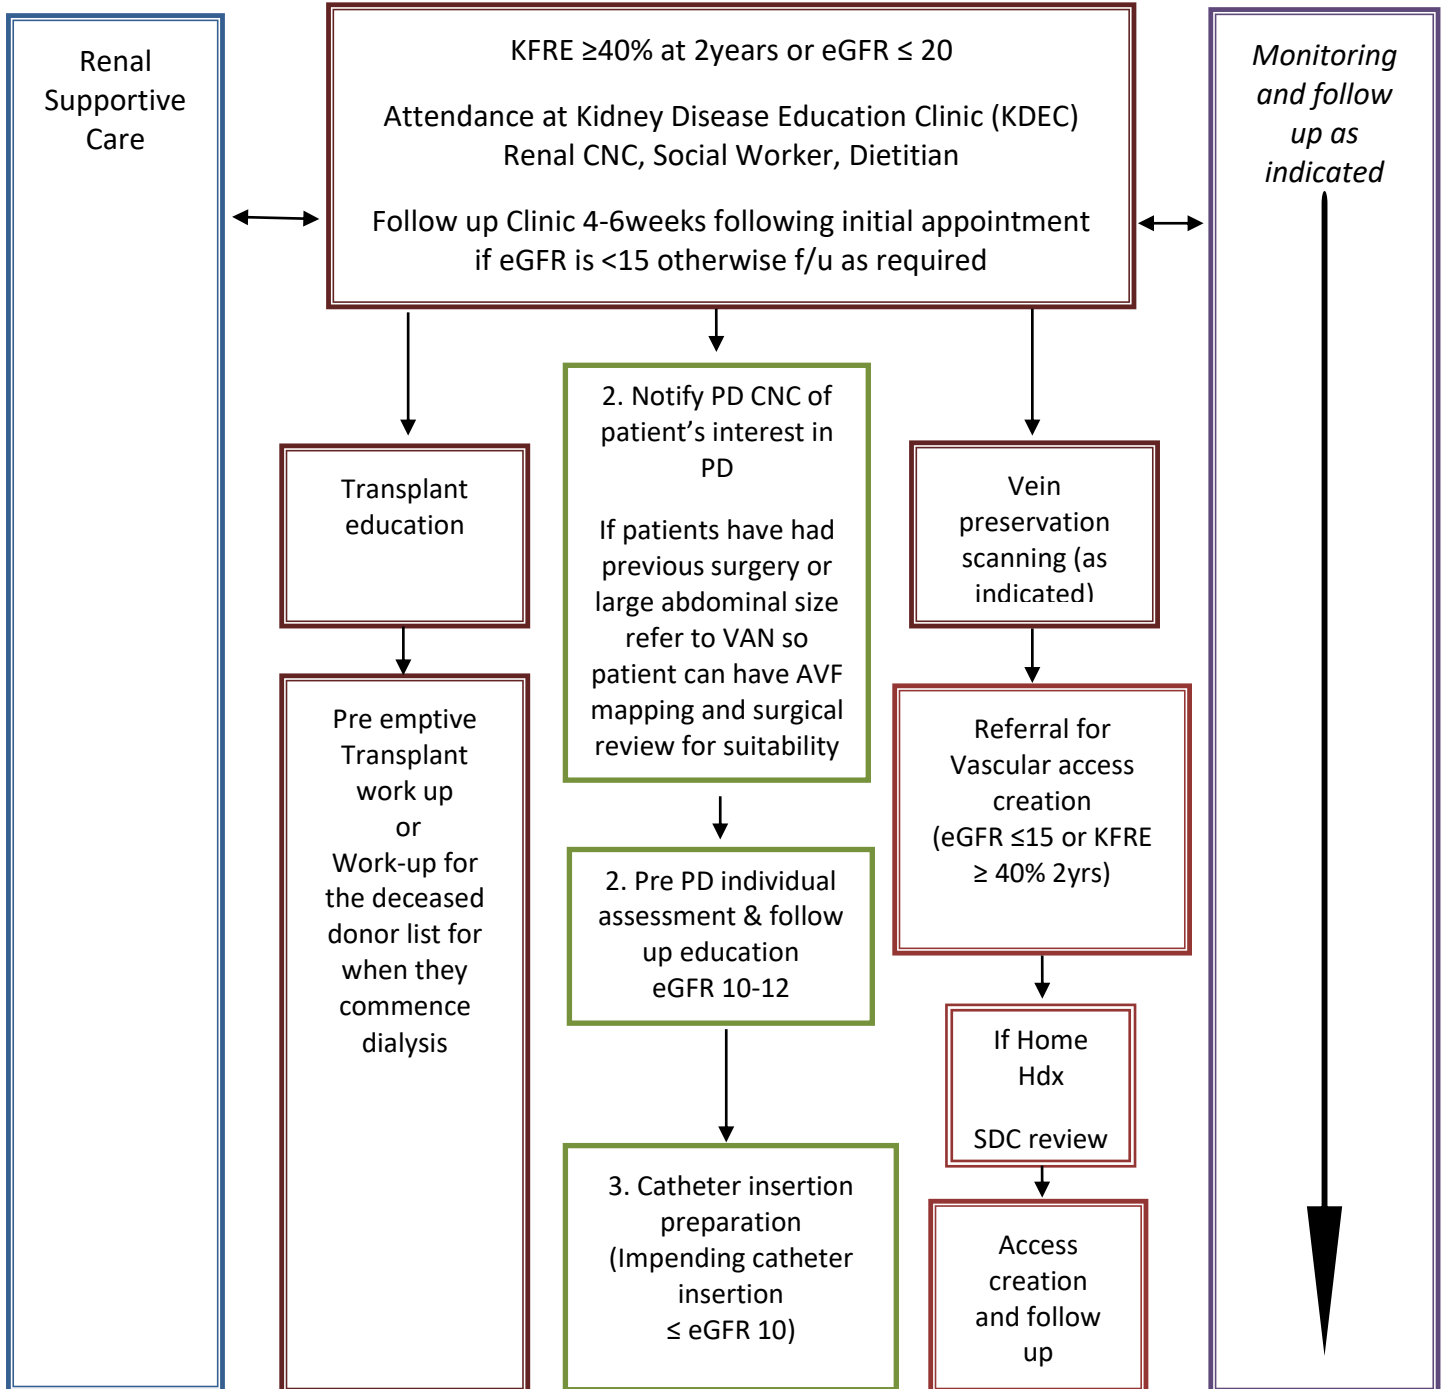 Renal
Supportive
Care
KFRE ≥40% at 2years or eGFR ≤ 20
Attendance at Kidney Disease Education Clinic (KDEC)
Renal CNC, Social Worker, Dietitian
Follow up Clinic 4-6weeks following initial appointment
if eGFR is <15 otherwise f/u as required
Monitoring
and follow
up as
indicated
Transplant
education
Pre emptive
Transplant
work up
or
Work-up for
the deceased
donor list for
when they
commence
dialysis
2. Notify PD CNC of
patient’s interest in
PD
If patients have had
previous surgery or
large abdominal size
refer to VAN so
patient can have AVF
mapping and surgical
review for suitability
2. Pre PD individual
assessment & follow
up education
eGFR 10-12
3. Catheter insertion
preparation
(Impending catheter
insertion
≤ eGFR 10)
Vein
preservation
scanning (as
indicated)
Referral for
Vascular access
creation
(eGFR ≤15 or KFRE
≥ 40% 2yrs)
If Home
Hdx
SDC review
Access
creation
and follow
up